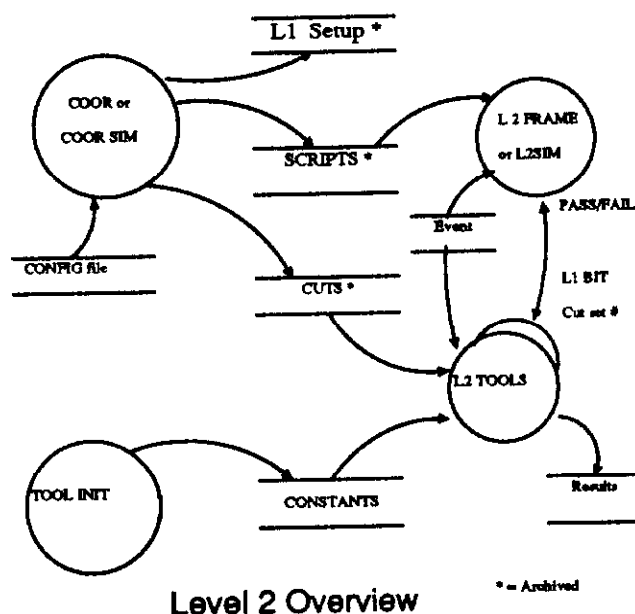 L1 Setup *
COOR or
COOR SIM
L 2 FRAME
or L2SIM
SCRIPTS *
PASS/FAIL
Event
CONFIG file
CUTS *
L1 BIT
Cut set #
L2 TOOLS
TOOL INIT
CONSTANTS
Results
Level 2 Overview
* = Archived